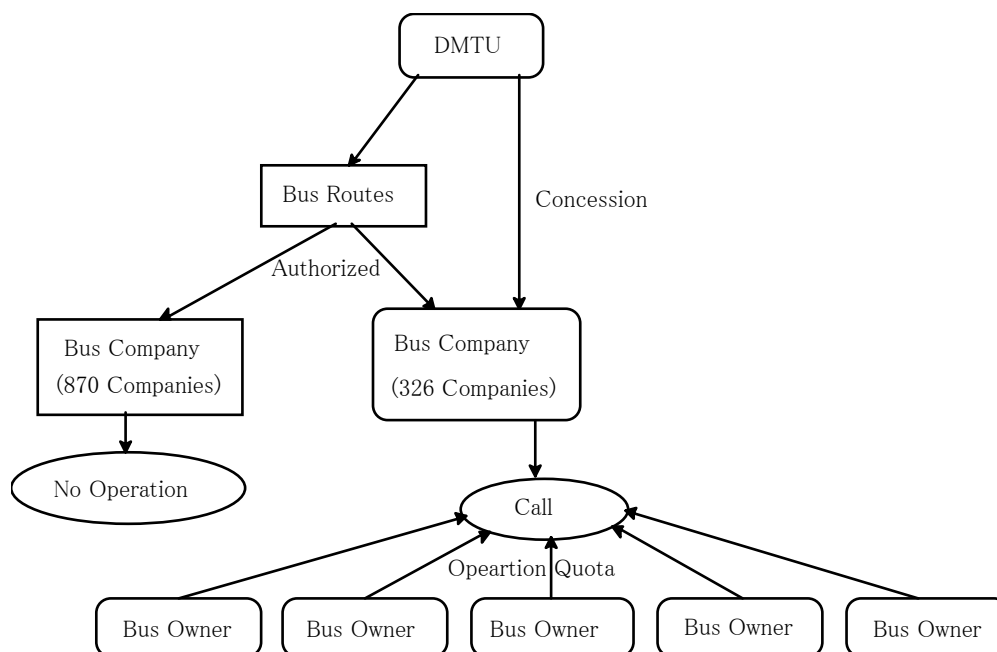 DMTU
Bus Routes
Concession
Authorized
Bus Company
(870 Companies)
Bus Company
(326 Companies)
No Operation
Call
Opeartion Quota
Bus Owner
Bus Owner
Bus Owner
Bus Owner
Bus Owner